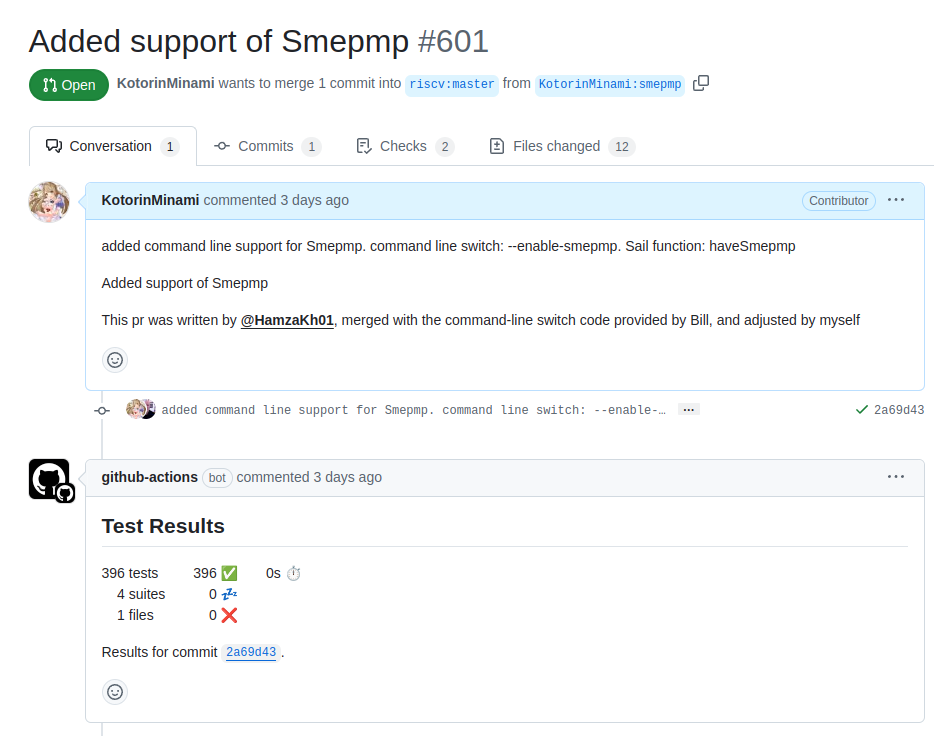 Added support of Smepmp #601
Open KotorinMinami wants to merge 1 commit into riscv:master from KotorinMinami:smepmp
Conversation 1 Commits 1 Checks 2 Files changed 12
KotorinMinami commented 3 days ago Contributor ···
added command line support for Smepmp. command line switch: --enable-smepmp. Sail function: haveSmepmp
Added support of Smepmp
This pr was written by @HamzaKh01, merged with the command-line switch code provided by Bill, and adjusted by myself
added command line support for Smepmp. command line switch: --enable-… ··· 2a69d43
github-actions bot commented 3 days ago ···
Test Results
396 tests 396 ✅ 0s ⏱️
4 suites 0 💤
1 files 0 ❌
Results for commit 2a69d43 .